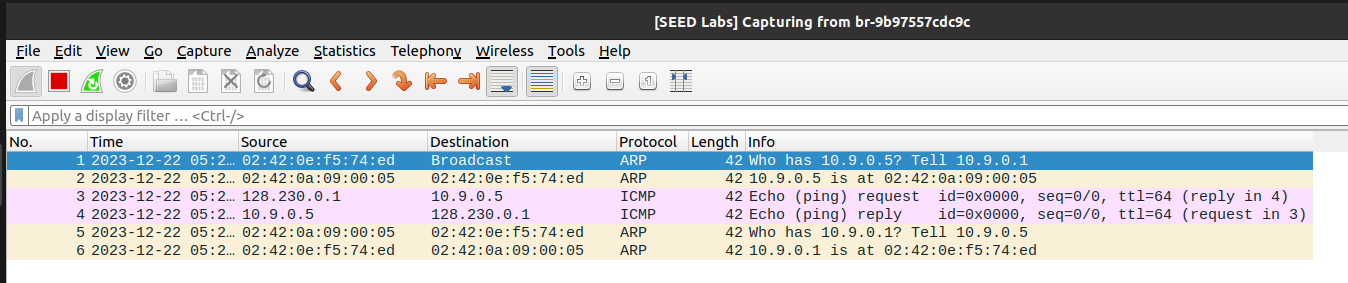 [SEED Labs] Capturing from br-9b97557cdc9c
File Edit View Go Capture Analyze Statistics Telephony Wireless Tools Help
Apply a display filter … <Ctrl-/>
No. Time Source Destination Protocol Length Info
1 2023-12-22 05:2… 02:42:0e:f5:74:ed Broadcast ARP 42 Who has 10.9.0.5? Tell 10.9.0.1
2 2023-12-22 05:2… 02:42:0a:09:00:05 02:42:0e:f5:74:ed ARP 42 10.9.0.5 is at 02:42:0a:09:00:05
3 2023-12-22 05:2… 128.230.0.1 10.9.0.5 ICMP 42 Echo (ping) request id=0x0000, seq=0/0, ttl=64 (reply in 4)
4 2023-12-22 05:2… 10.9.0.5 128.230.0.1 ICMP 42 Echo (ping) reply id=0x0000, seq=0/0, ttl=64 (request in 3)
5 2023-12-22 05:2… 02:42:0a:09:00:05 02:42:0e:f5:74:ed ARP 42 Who has 10.9.0.1? Tell 10.9.0.5
6 2023-12-22 05:2… 02:42:0e:f5:74:ed 02:42:0a:09:00:05 ARP 42 10.9.0.1 is at 02:42:0e:f5:74:ed